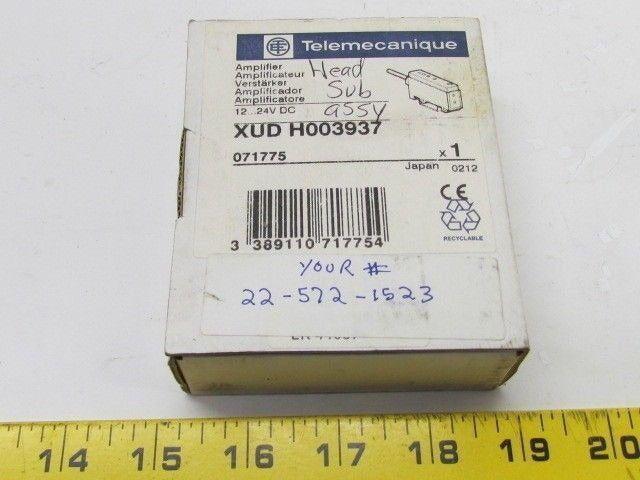 Telemecanique
Amplifier
Amplificateur
Verstärker
Amplificador
Amplificatore
12...24V DC
Head
Sub
assy
XUD H003937
071775
x 1
Japan 0212
CE
3 389110 717754
RECYCLABLE
YOUR #
22-572-1523
14 15 16 17 18 19 20